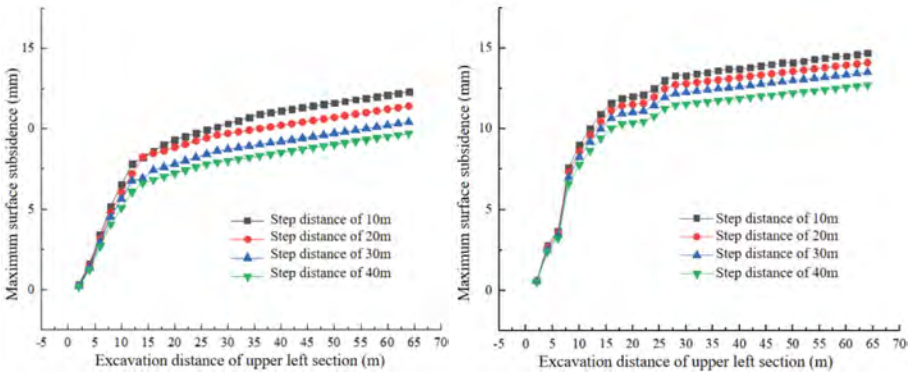 15
0
5
0
Maximum surface subsidence (mm)
Step distance of 10m
Step distance of 20m
Step distance of 30m
Step distance of 40m
-5 0 5 10 15 20 25 30 35 40 45 50 55 60 65 70
Excavation distance of upper left section (m)
15
10
5
0
Maximum surface subsidence (mm)
Step distance of 10m
Step distance of 20m
Step distance of 30m
Step distance of 40m
-5 0 5 10 15 20 25 30 35 40 45 50 55 60 65 70
Excavation distance of upper left section (m)